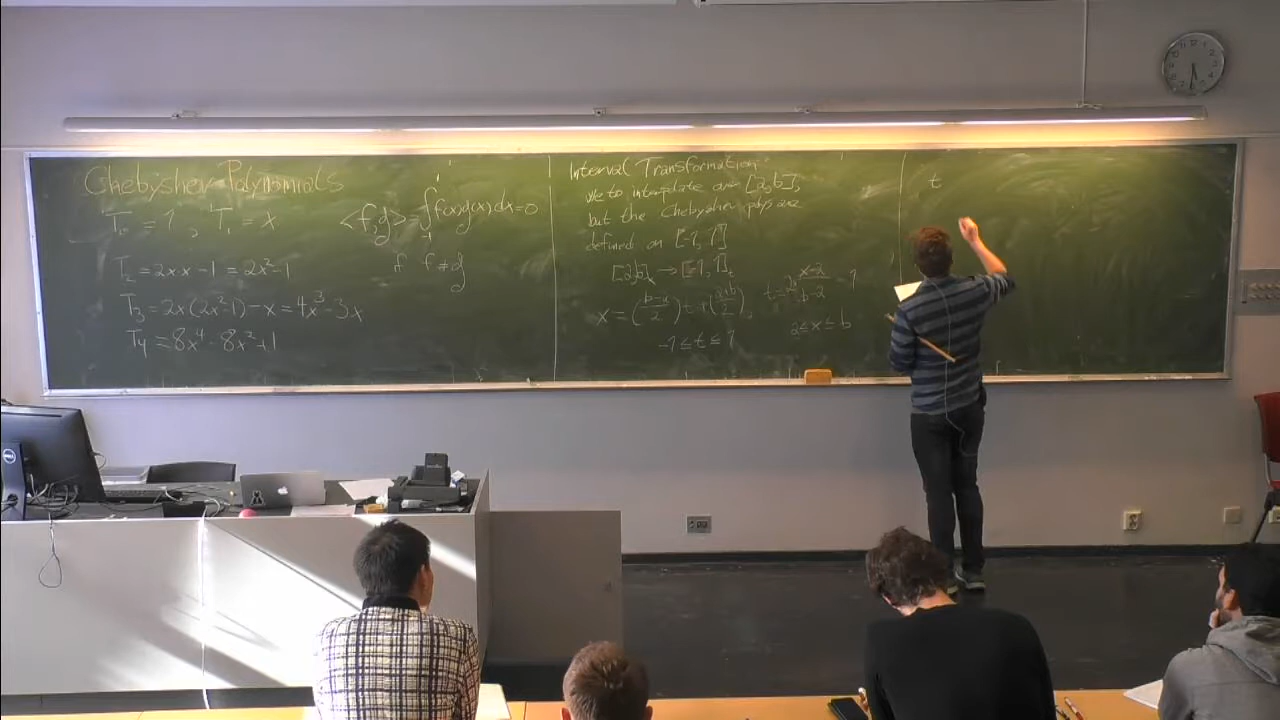 Chebyshev Polynomials
T₀ = 1, T₁ = x
T₂ = 2x·x - 1 = 2x² - 1
T₃ = 2x(2x²-1) - x = 4x³ - 3x
T₄ = 8x⁴ - 8x² + 1
<f,g> = ∫₋₁¹ f(x)g(x) dx = 0
if f ≠ g
Interval Transformation:
We to interpolate on [a,b],
but the Chebyshev polys are
defined on [-1,1]
[a,b]ₓ → [-1,1]ₜ
x = ((b-a)/2) t + ((a+b)/2),
-1 ≤ t ≤ 1
t = 2 (x-a)/(b-a) - 1
a ≤ x ≤ b
t
DELL